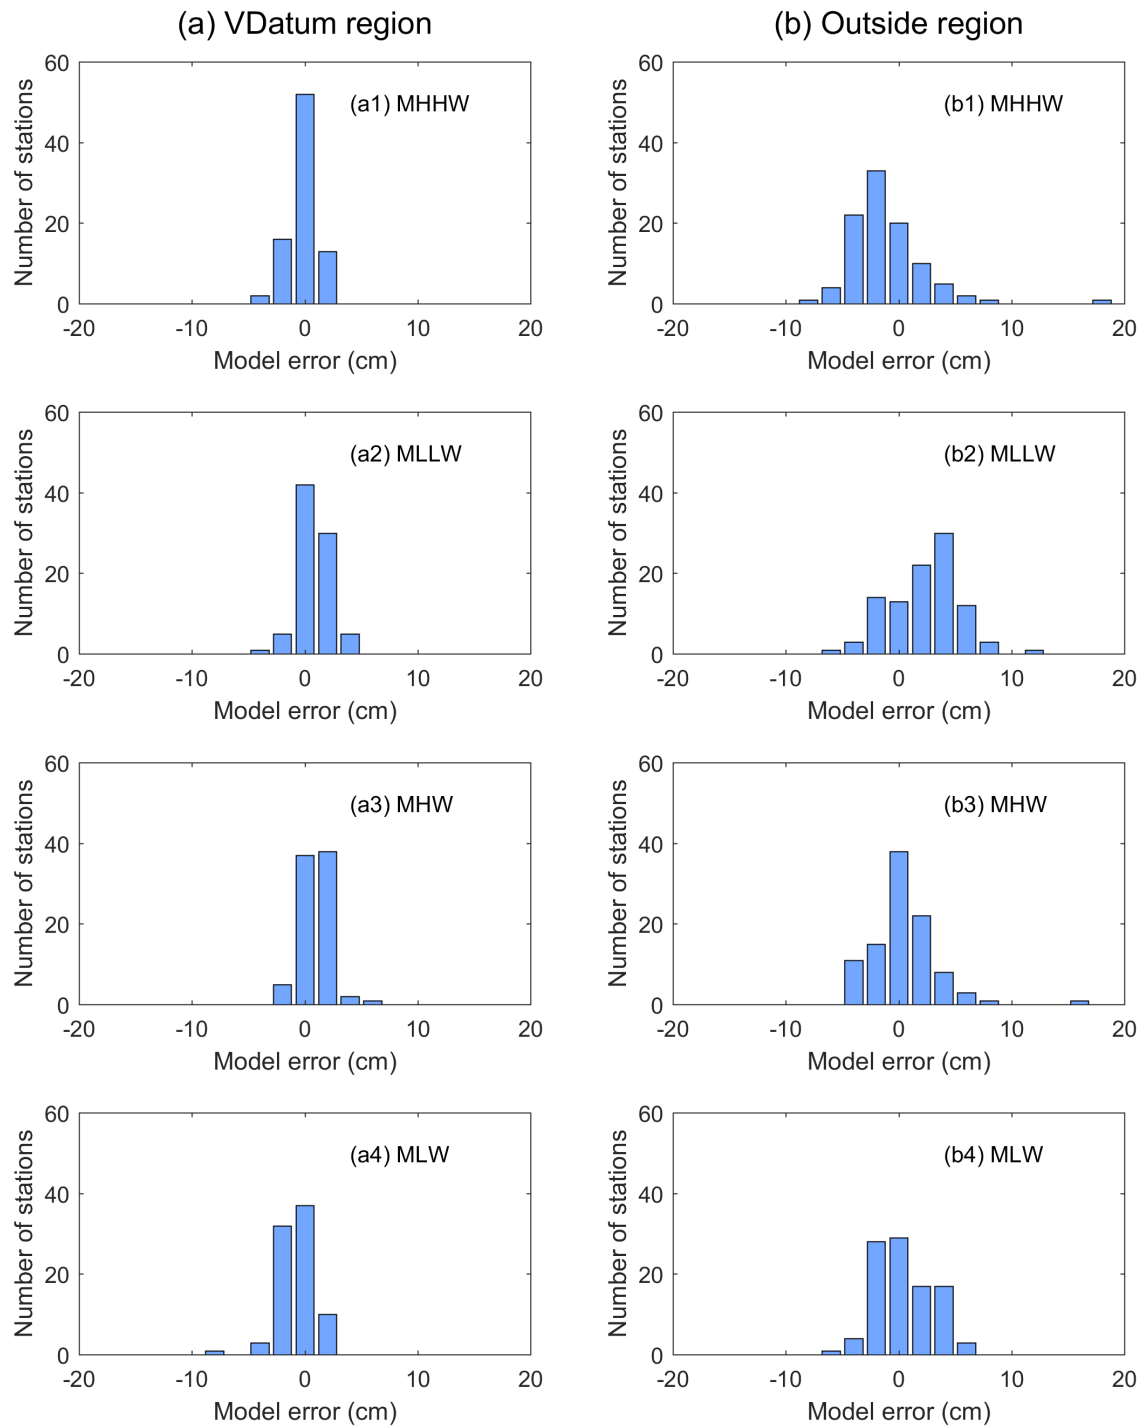 (a) VDatum region
(b) Outside region
(a1) MHHW
60
40
20
0
Number of stations
-20 -10 0 10 20
Model error (cm)
(b1) MHHW
60
40
20
0
Number of stations
-20 -10 0 10 20
Model error (cm)
(a2) MLLW
60
40
20
0
Number of stations
-20 -10 0 10 20
Model error (cm)
(b2) MLLW
60
40
20
0
Number of stations
-20 -10 0 10 20
Model error (cm)
(a3) MHW
60
40
20
0
Number of stations
-20 -10 0 10 20
Model error (cm)
(b3) MHW
60
40
20
0
Number of stations
-20 -10 0 10 20
Model error (cm)
(a4) MLW
60
40
20
0
Number of stations
-20 -10 0 10 20
Model error (cm)
(b4) MLW
60
40
20
0
Number of stations
-20 -10 0 10 20
Model error (cm)